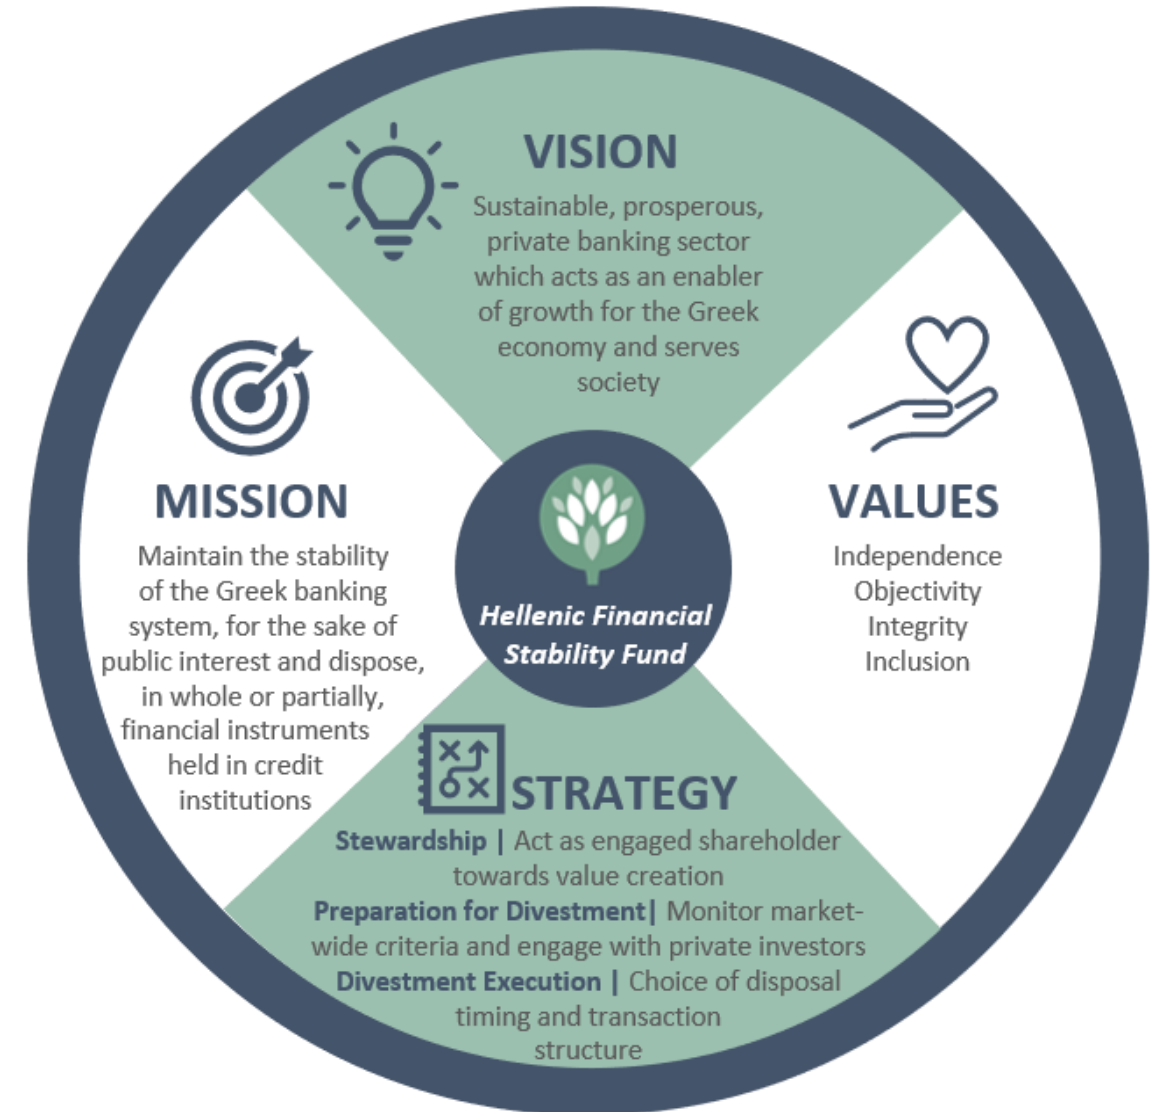 VISION
Sustainable, prosperous,
private banking sector
which acts as an enabler
of growth for the Greek
economy and serves
society
MISSION
Maintain the stability
of the Greek banking
system, for the sake of
public interest and dispose,
in whole or partially,
financial instruments
held in credit
institutions
Hellenic Financial
Stability Fund
VALUES
Independence
Objectivity
Integrity
Inclusion
STRATEGY
Stewardship | Act as engaged shareholder
towards value creation
Preparation for Divestment| Monitor market-
wide criteria and engage with private investors
Divestment Execution | Choice of disposal
timing and transaction
structure